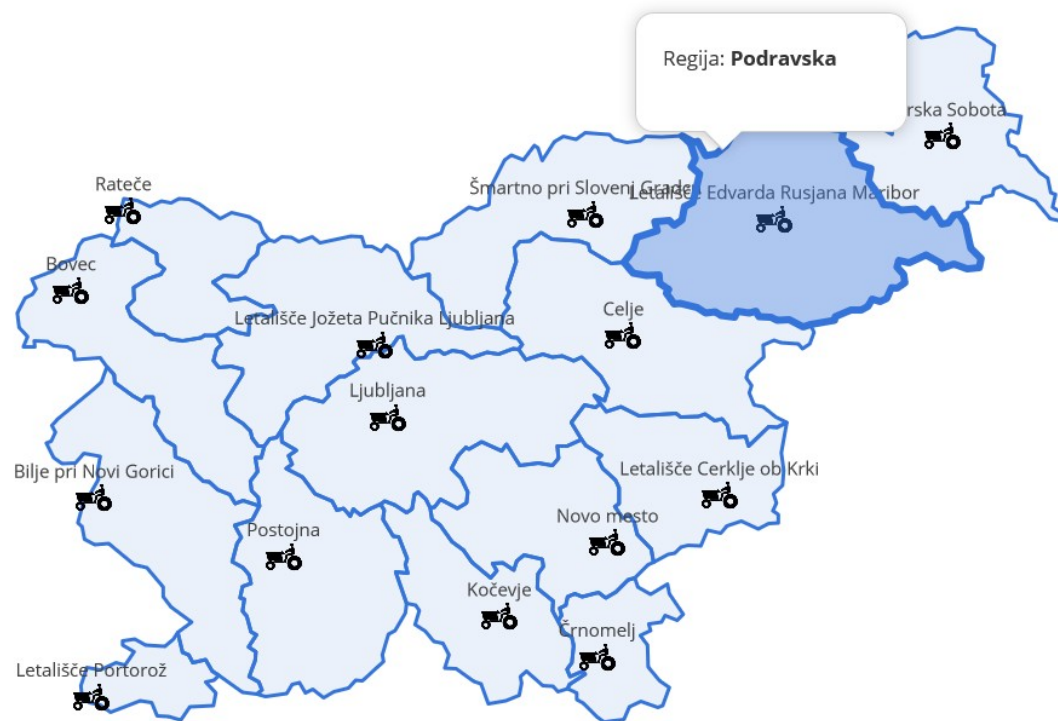 Regija: Podravska
rska Sobota
Rateče
Šmartno pri Slovenj Grade
Letališče Edvarda Rusjana Maribor
Bovec
Letališče Jožeta Pučnika Ljubljana
Celje
Ljubljana
Bilje pri Novi Gorici
Letališče Cerklje ob Krki
Novo mesto
Postojna
Kočevje
Črnomelj
Letališče Portorož